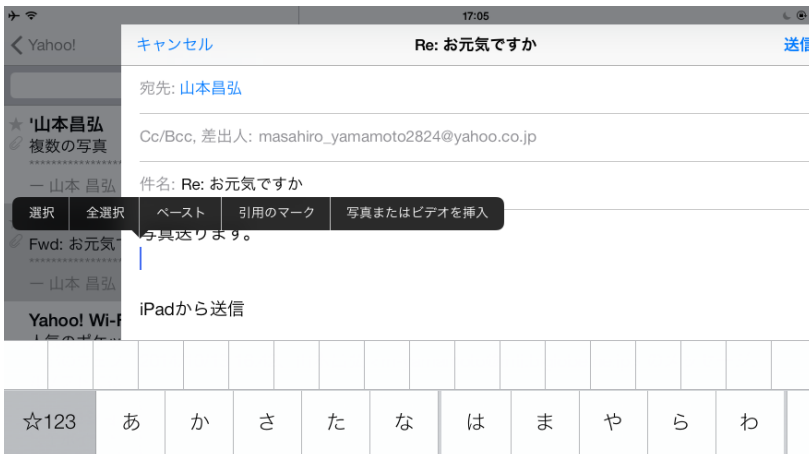 17:05
Yahoo!
キャンセル
Re: お元気ですか
送信
宛先: 山本昌弘
'山本昌弘
複数の写真
Cc/Bcc, 差出人: masahiro_yamamoto2824@yahoo.co.jp
— 山本 昌弘
件名: Re: お元気ですか
選択
全選択
ペースト
引用のマーク
写真またはビデオを挿入
写真送ります。
Fwd: お元気
— 山本 昌弘
iPadから送信
Yahoo! Wi-F
☆123
あ
か
さ
た
な
は
ま
や
ら
わ